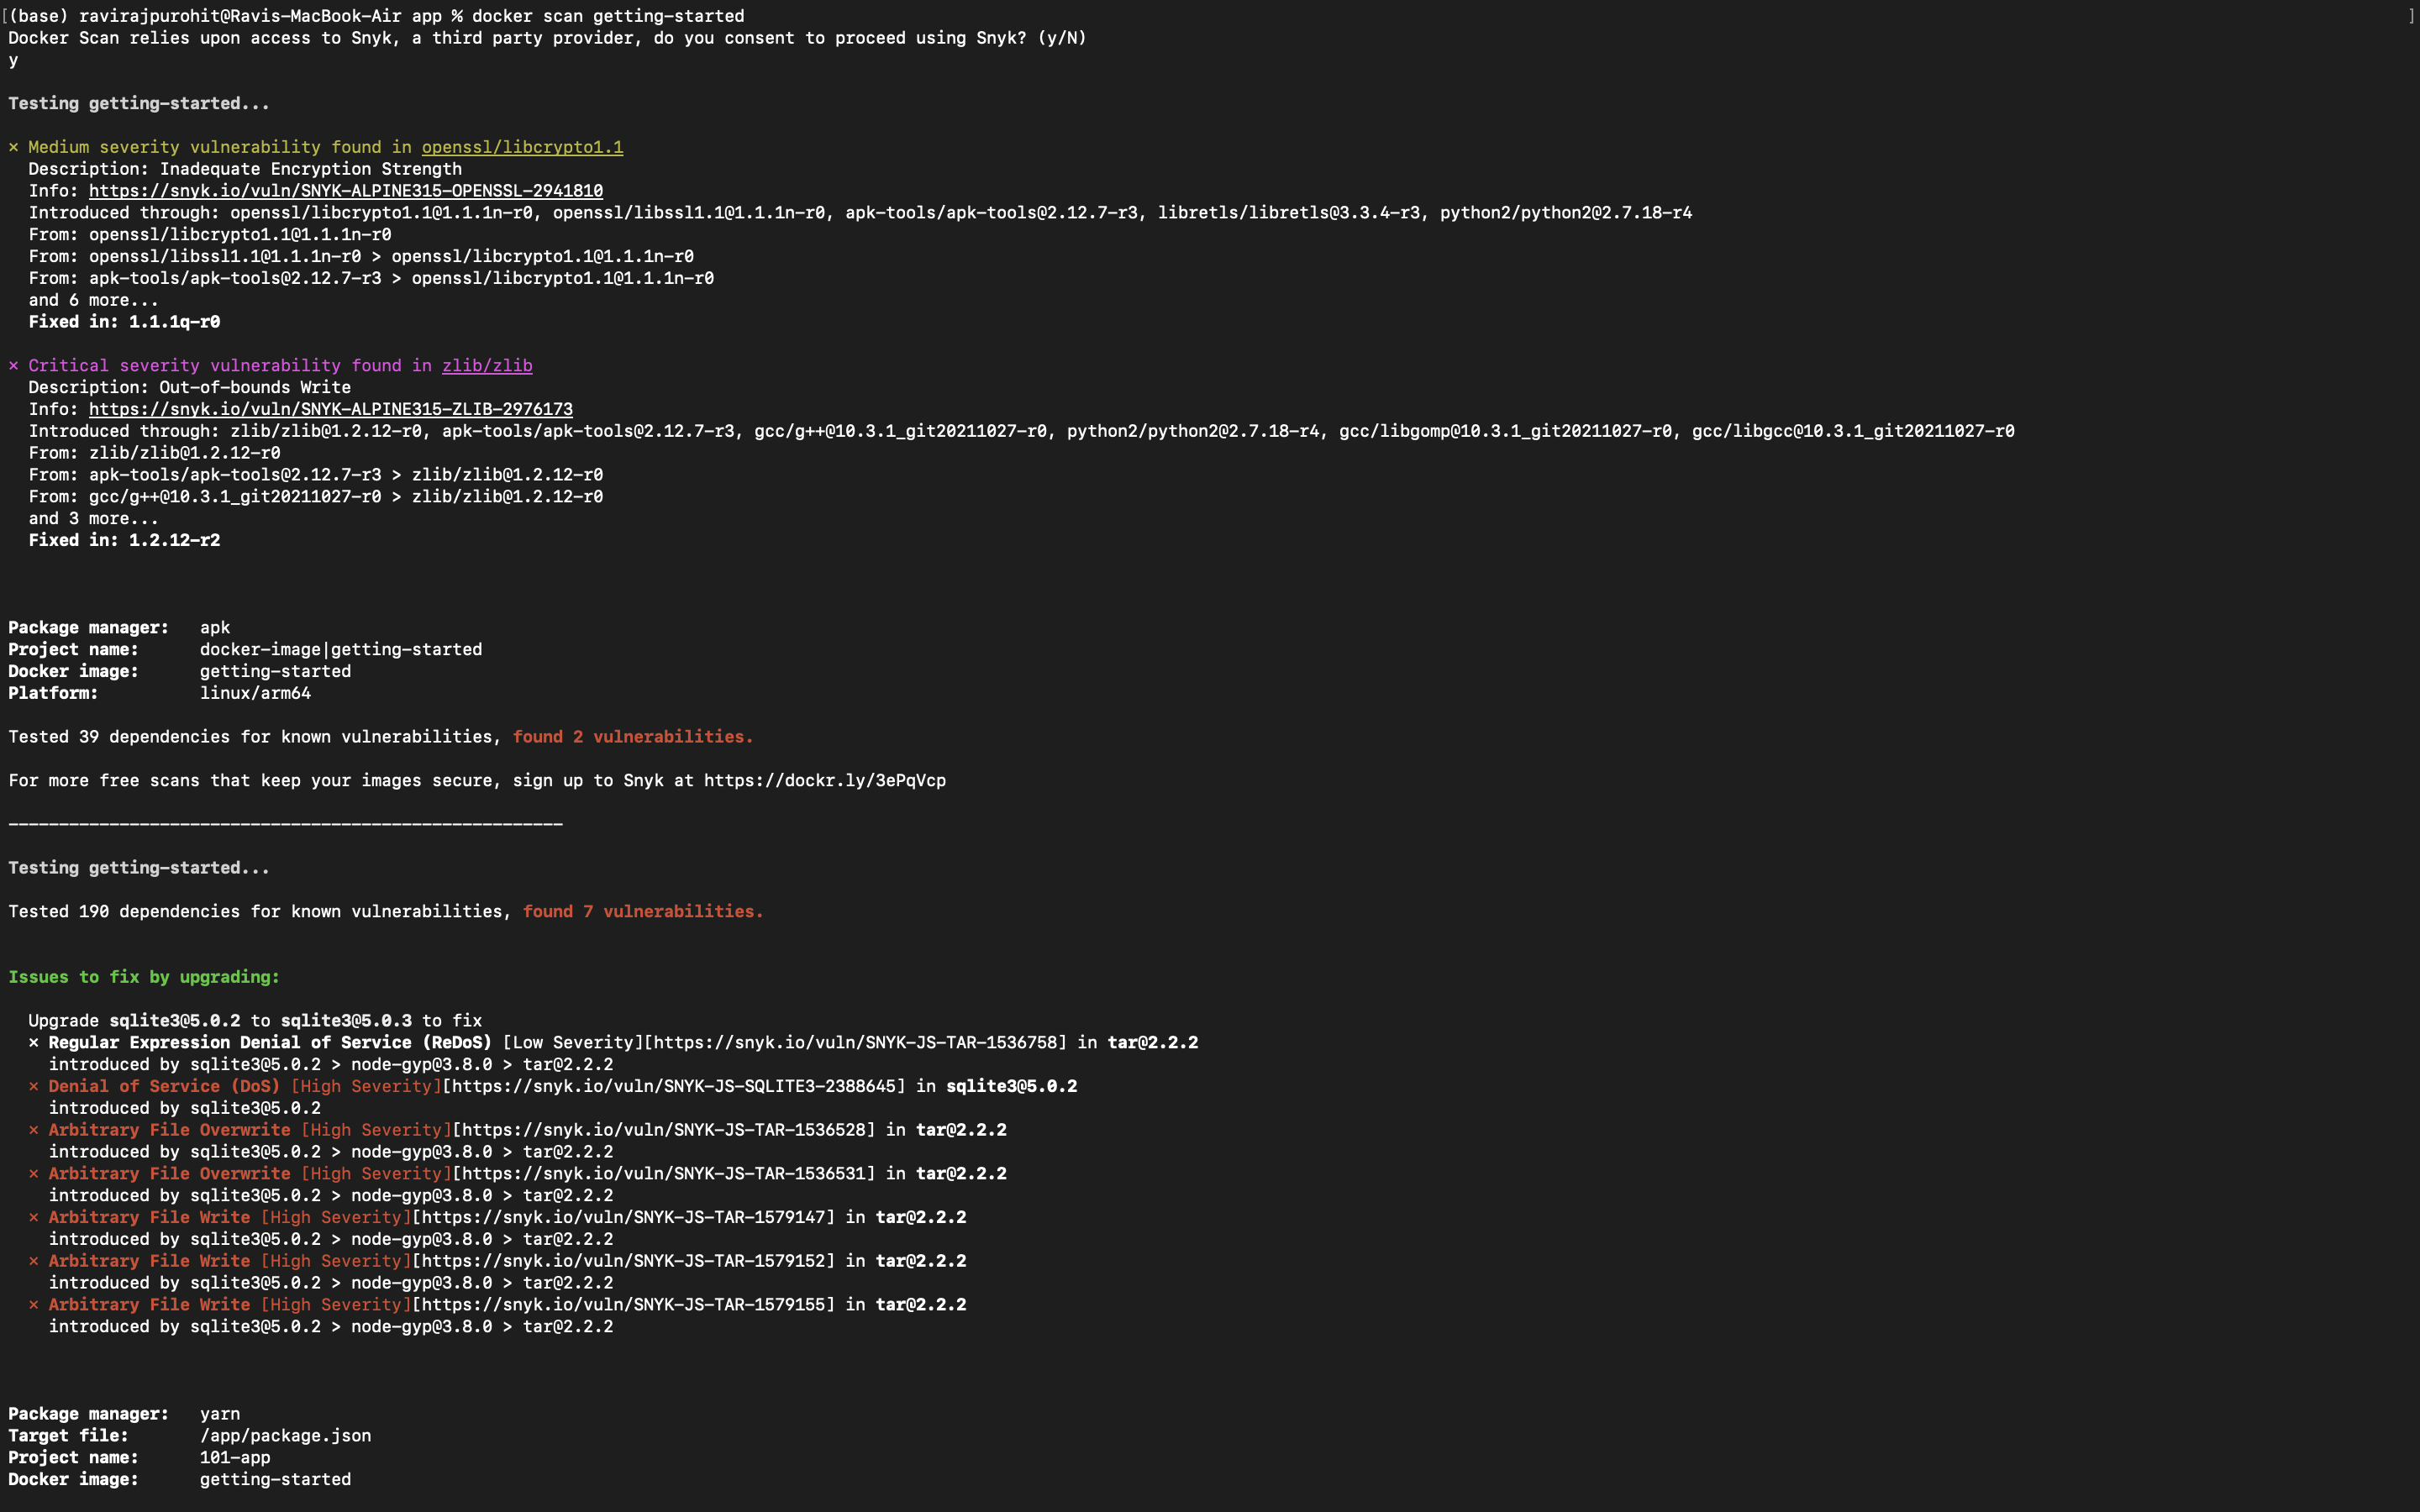 [(base) ravirajpurohit@Ravis-MacBook-Air app % docker scan getting-started ]
Docker Scan relies upon access to Snyk, a third party provider, do you consent to proceed using Snyk? (y/N)
y
Testing getting-started...
× Medium severity vulnerability found in openssl/libcrypto1.1
Description: Inadequate Encryption Strength
Info: https://snyk.io/vuln/SNYK-ALPINE315-OPENSSL-2941810
Introduced through: openssl/libcrypto1.1@1.1.1n-r0, openssl/libssl1.1@1.1.1n-r0, apk-tools/apk-tools@2.12.7-r3, libretls/libretls@3.3.4-r3, python2/python2@2.7.18-r4
From: openssl/libcrypto1.1@1.1.1n-r0
From: openssl/libssl1.1@1.1.1n-r0 > openssl/libcrypto1.1@1.1.1n-r0
From: apk-tools/apk-tools@2.12.7-r3 > openssl/libcrypto1.1@1.1.1n-r0
and 6 more...
Fixed in: 1.1.1q-r0
× Critical severity vulnerability found in zlib/zlib
Description: Out-of-bounds Write
Info: https://snyk.io/vuln/SNYK-ALPINE315-ZLIB-2976173
Introduced through: zlib/zlib@1.2.12-r0, apk-tools/apk-tools@2.12.7-r3, gcc/g++@10.3.1_git20211027-r0, python2/python2@2.7.18-r4, gcc/libgomp@10.3.1_git20211027-r0, gcc/libgcc@10.3.1_git20211027-r0
From: zlib/zlib@1.2.12-r0
From: apk-tools/apk-tools@2.12.7-r3 > zlib/zlib@1.2.12-r0
From: gcc/g++@10.3.1_git20211027-r0 > zlib/zlib@1.2.12-r0
and 3 more...
Fixed in: 1.2.12-r2
Package manager: apk
Project name: docker-image|getting-started
Docker image: getting-started
Platform: linux/arm64
Tested 39 dependencies for known vulnerabilities, found 2 vulnerabilities.
For more free scans that keep your images secure, sign up to Snyk at https://dockr.ly/3ePqVcp
-------------------------------------------------------
Testing getting-started...
Tested 190 dependencies for known vulnerabilities, found 7 vulnerabilities.
Issues to fix by upgrading:
Upgrade sqlite3@5.0.2 to sqlite3@5.0.3 to fix
× Regular Expression Denial of Service (ReDoS) [Low Severity][https://snyk.io/vuln/SNYK-JS-TAR-1536758] in tar@2.2.2
introduced by sqlite3@5.0.2 > node-gyp@3.8.0 > tar@2.2.2
× Denial of Service (DoS) [High Severity][https://snyk.io/vuln/SNYK-JS-SQLITE3-2388645] in sqlite3@5.0.2
introduced by sqlite3@5.0.2
× Arbitrary File Overwrite [High Severity][https://snyk.io/vuln/SNYK-JS-TAR-1536528] in tar@2.2.2
introduced by sqlite3@5.0.2 > node-gyp@3.8.0 > tar@2.2.2
× Arbitrary File Overwrite [High Severity][https://snyk.io/vuln/SNYK-JS-TAR-1536531] in tar@2.2.2
introduced by sqlite3@5.0.2 > node-gyp@3.8.0 > tar@2.2.2
× Arbitrary File Write [High Severity][https://snyk.io/vuln/SNYK-JS-TAR-1579147] in tar@2.2.2
introduced by sqlite3@5.0.2 > node-gyp@3.8.0 > tar@2.2.2
× Arbitrary File Write [High Severity][https://snyk.io/vuln/SNYK-JS-TAR-1579152] in tar@2.2.2
introduced by sqlite3@5.0.2 > node-gyp@3.8.0 > tar@2.2.2
× Arbitrary File Write [High Severity][https://snyk.io/vuln/SNYK-JS-TAR-1579155] in tar@2.2.2
introduced by sqlite3@5.0.2 > node-gyp@3.8.0 > tar@2.2.2
Package manager: yarn
Target file: /app/package.json
Project name: 101-app
Docker image: getting-started